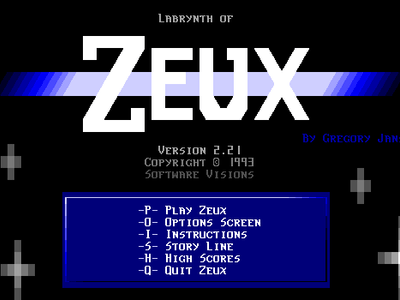 Labrynth of
Zeux
By Gregory Jan
Version 2.21
Copyright © 1993
Software Visions
-P- Play Zeux
-O- Options Screen
-I- Instructions
-S- Story Line
-H- High Scores
-Q- Quit Zeux